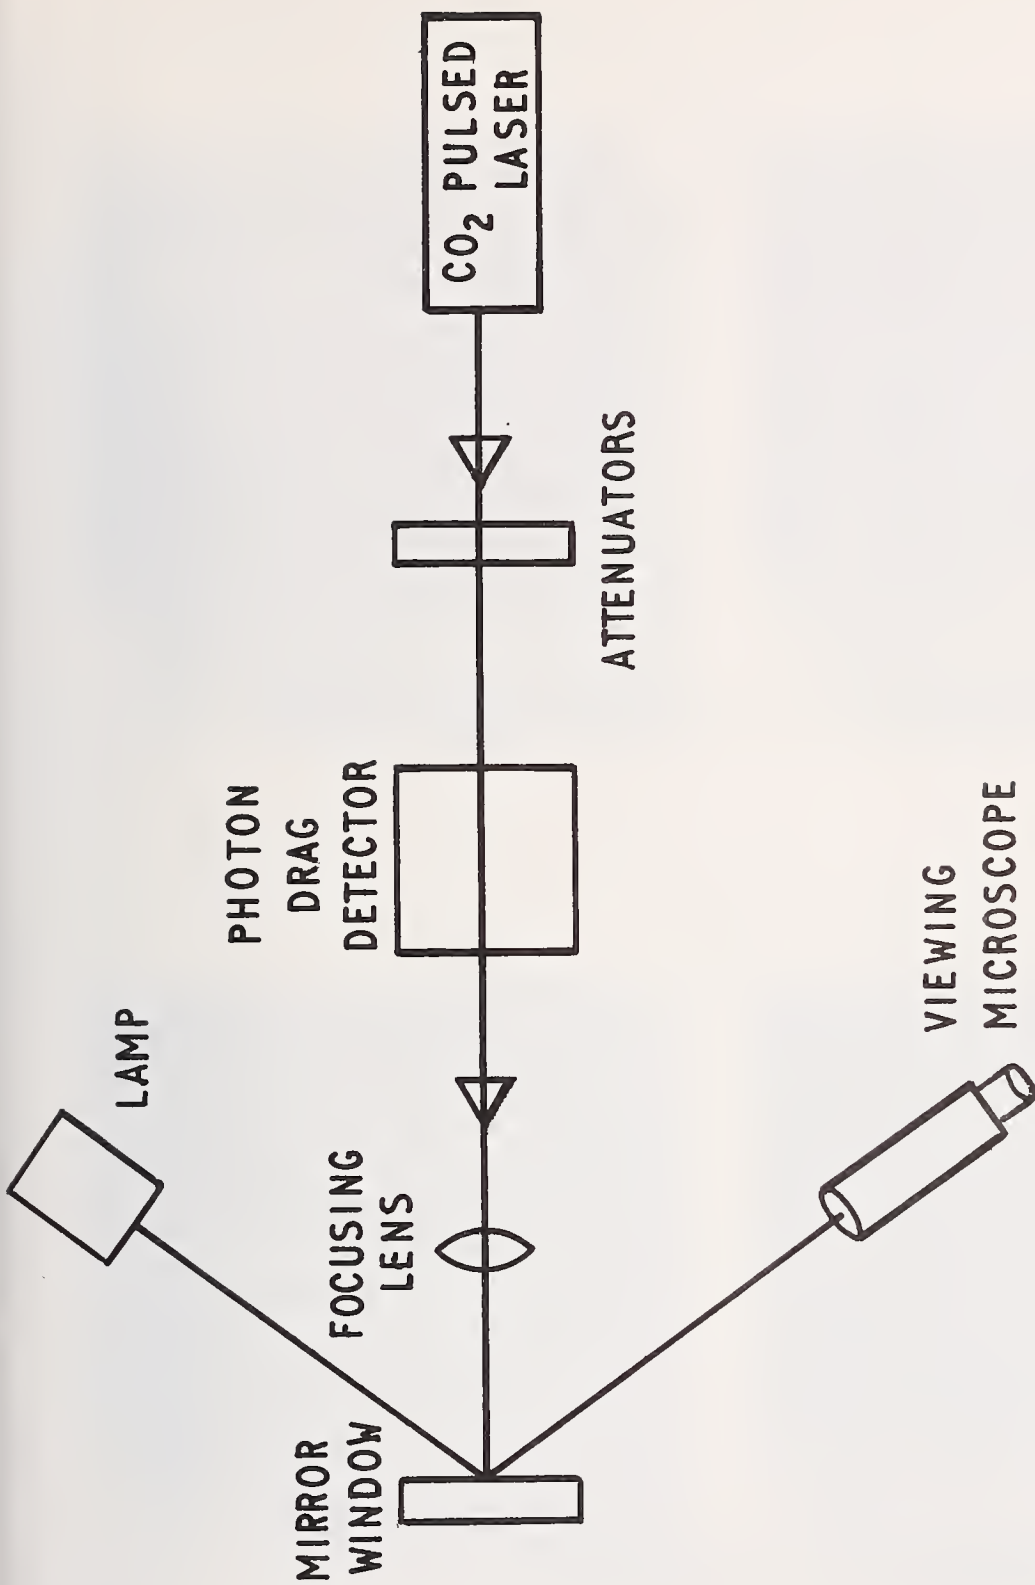 LAMP
PHOTON
DRAG
DETECTOR
CO₂ PULSED
LASER
MIRROR
WINDOW
FOCUSING
LENS
ATTENUATORS
VIEWING
MICROSCOPE